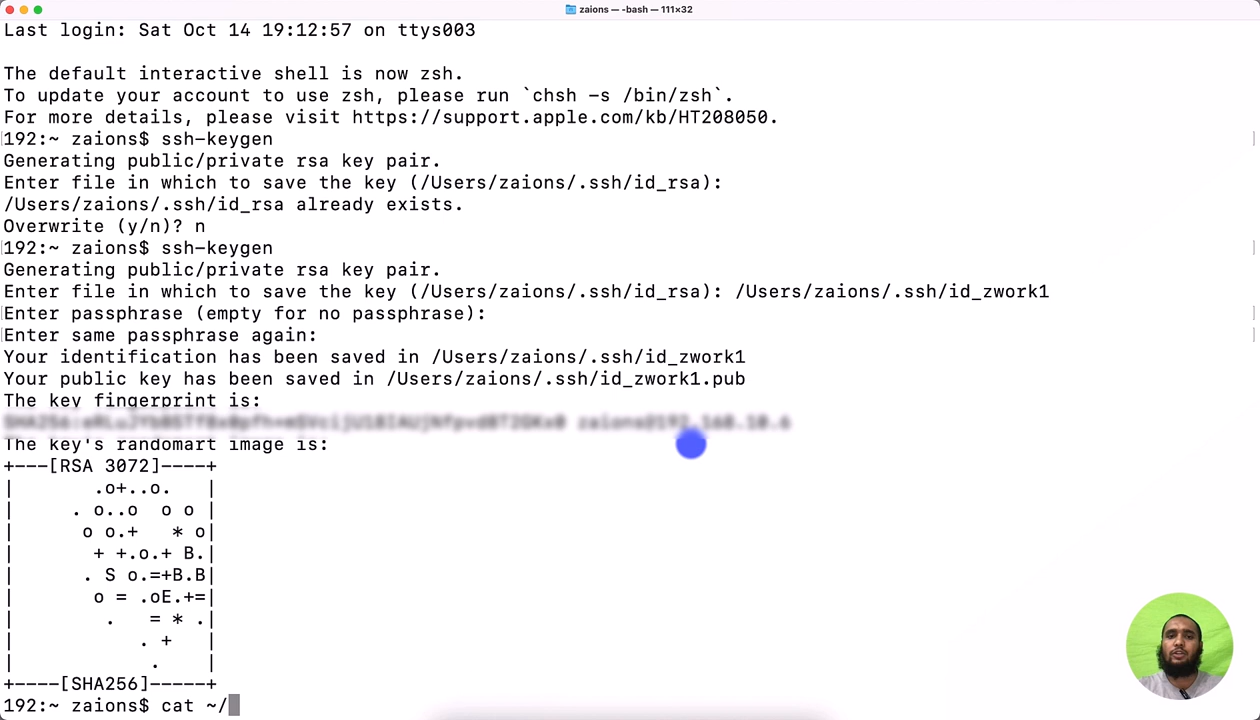 zaions — -bash — 111×32
Last login: Sat Oct 14 19:12:57 on ttys003
The default interactive shell is now zsh.
To update your account to use zsh, please run `chsh -s /bin/zsh`.
For more details, please visit https://support.apple.com/kb/HT208050.
192:~ zaions$ ssh-keygen
Generating public/private rsa key pair.
Enter file in which to save the key (/Users/zaions/.ssh/id_rsa):
/Users/zaions/.ssh/id_rsa already exists.
Overwrite (y/n)? n
192:~ zaions$ ssh-keygen
Generating public/private rsa key pair.
Enter file in which to save the key (/Users/zaions/.ssh/id_rsa): /Users/zaions/.ssh/id_zwork1
Enter passphrase (empty for no passphrase):
Enter same passphrase again:
Your identification has been saved in /Users/zaions/.ssh/id_zwork1
Your public key has been saved in /Users/zaions/.ssh/id_zwork1.pub
The key fingerprint is:
The key's randomart image is:
+---[RSA 3072]----+
|       .o+..o.   |
|     . o..o  o o |
|      o o.+   * o|
|       + +.o.+ B.|
|      . S o.=+B.B|
|       o = .oE.+=|
|        .   = * .|
|           . +   |
|            .    |
+----[SHA256]-----+
192:~ zaions$ cat ~/